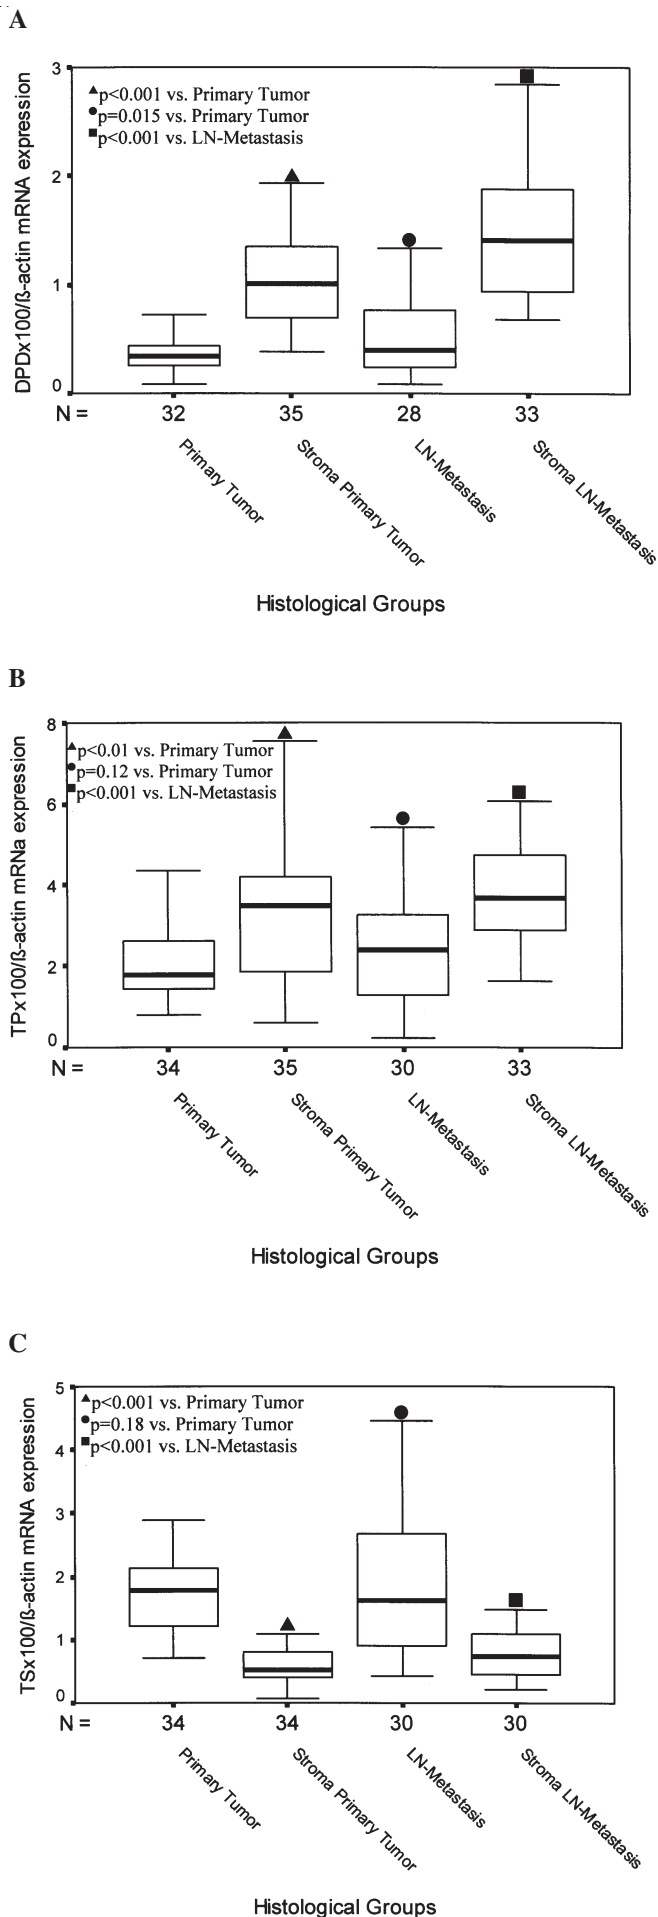 A
DPDx100/ß-actin mRNA expression
3
2
1
0
▲p<0.001 vs. Primary Tumor
●p=0.015 vs. Primary Tumor
■p<0.001 vs. LN-Metastasis
N = 32 35 28 33
Primary Tumor
Stroma Primary Tumor
LN-Metastasis
Stroma LN-Metastasis
Histological Groups
B
TPx100/ß-actin mRNa expression
8
6
4
2
0
▲p<0.01 vs. Primary Tumor
●p=0.12 vs. Primary Tumor
■p<0.001 vs. LN-Metastasis
N = 34 35 30 33
Primary Tumor
Stroma Primary Tumor
LN-Metastasis
Stroma LN-Metastasis
Histological Groups
C
TSx100/ß-actin mRNA expression
5
4
3
2
1
0
▲p<0.001 vs. Primary Tumor
●p=0.18 vs. Primary Tumor
■p<0.001 vs. LN-Metastasis
N = 34 34 30 30
Primary Tumor
Stroma Primary Tumor
LN-Metastasis
Stroma LN-Metastasis
Histological Groups